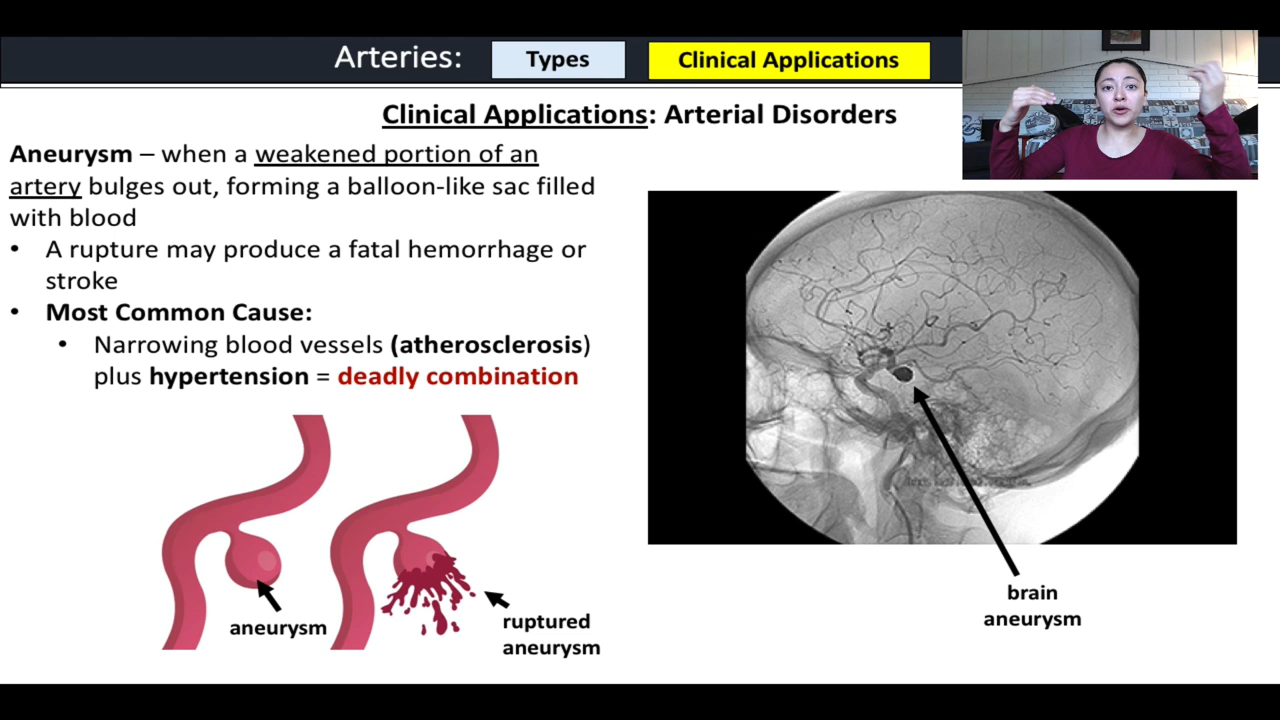 Arteries: Types Clinical Applications
Clinical Applications: Arterial Disorders
Aneurysm – when a weakened portion of an
artery bulges out, forming a balloon-like sac filled
with blood
• A rupture may produce a fatal hemorrhage or
stroke
• Most Common Cause:
• Narrowing blood vessels (atherosclerosis)
plus hypertension = deadly combination
aneurysm
ruptured
aneurysm
brain
aneurysm